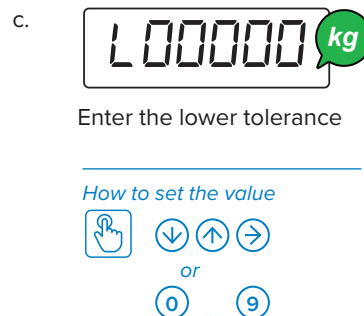 c.
L00000 kg
Enter the lower tolerance
How to set the value
or
0 9